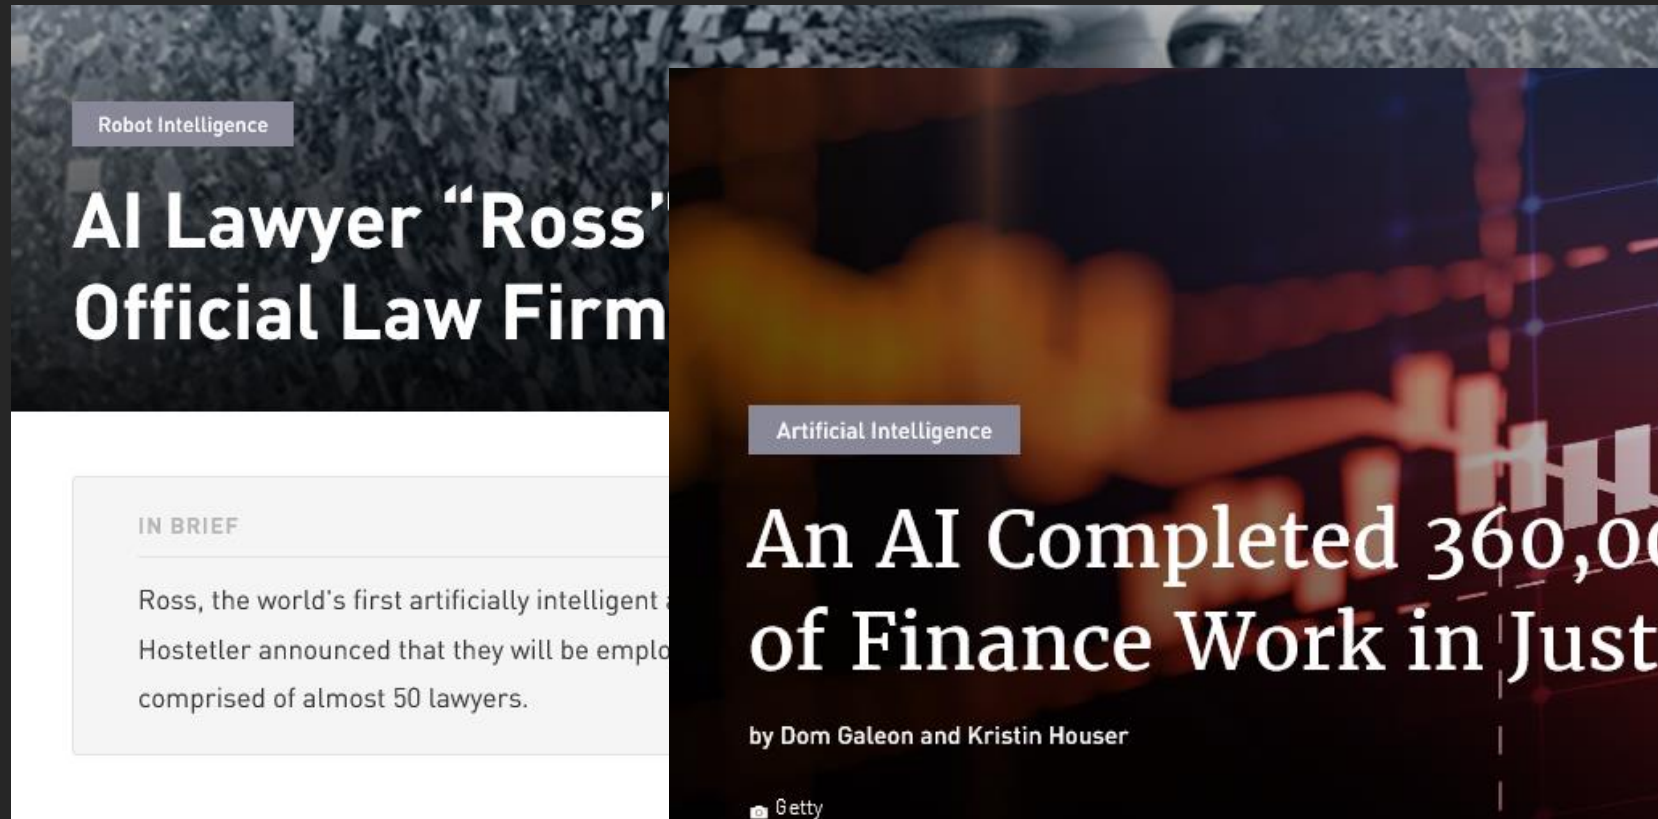 Robot Intelligence
AI Lawyer “Ross”
Official Law Firm
IN BRIEF
Ross, the world's first artificially intelligent
Hostetler announced that they will be emplo
comprised of almost 50 lawyers.
Artificial Intelligence
An AI Completed 360,00
of Finance Work in Just
by Dom Galeon and Kristin Houser
Getty